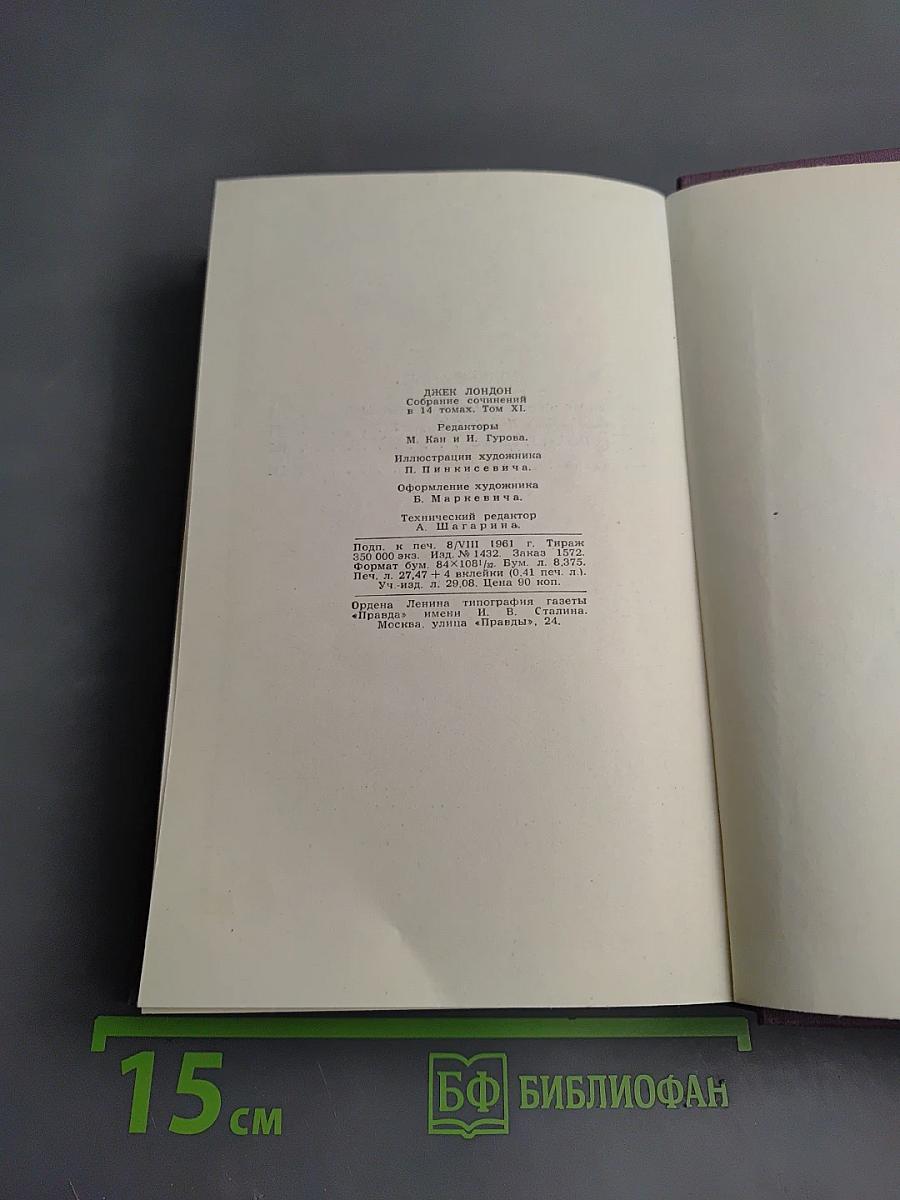 ДЖЕК ЛОНДОН
Собрание сочинений
в 14 томах. Том XI.
Редакторы
М. Кан и И. Гурова.
Иллюстрации художника
П. Пинкисевича.
Оформление художника
Б. Маркевича.
Технический редактор
А. Шагарина.
Подп. к печ. 8/VIII 1961 г. Тираж
350 000 экз. Изд. № 1432. Заказ 1572.
Формат бум. 84×108¹/₃₂. Бум. л. 8,375.
Печ. л. 27,47 + 4 вклейки (0,41 печ. л.).
Уч.-изд. л. 29,08. Цена 90 коп.
Ордена Ленина типография газеты
«Правда» имени И. В. Сталина.
Москва, улица «Правды», 24.
15 см
БФ БИБЛИОФАН